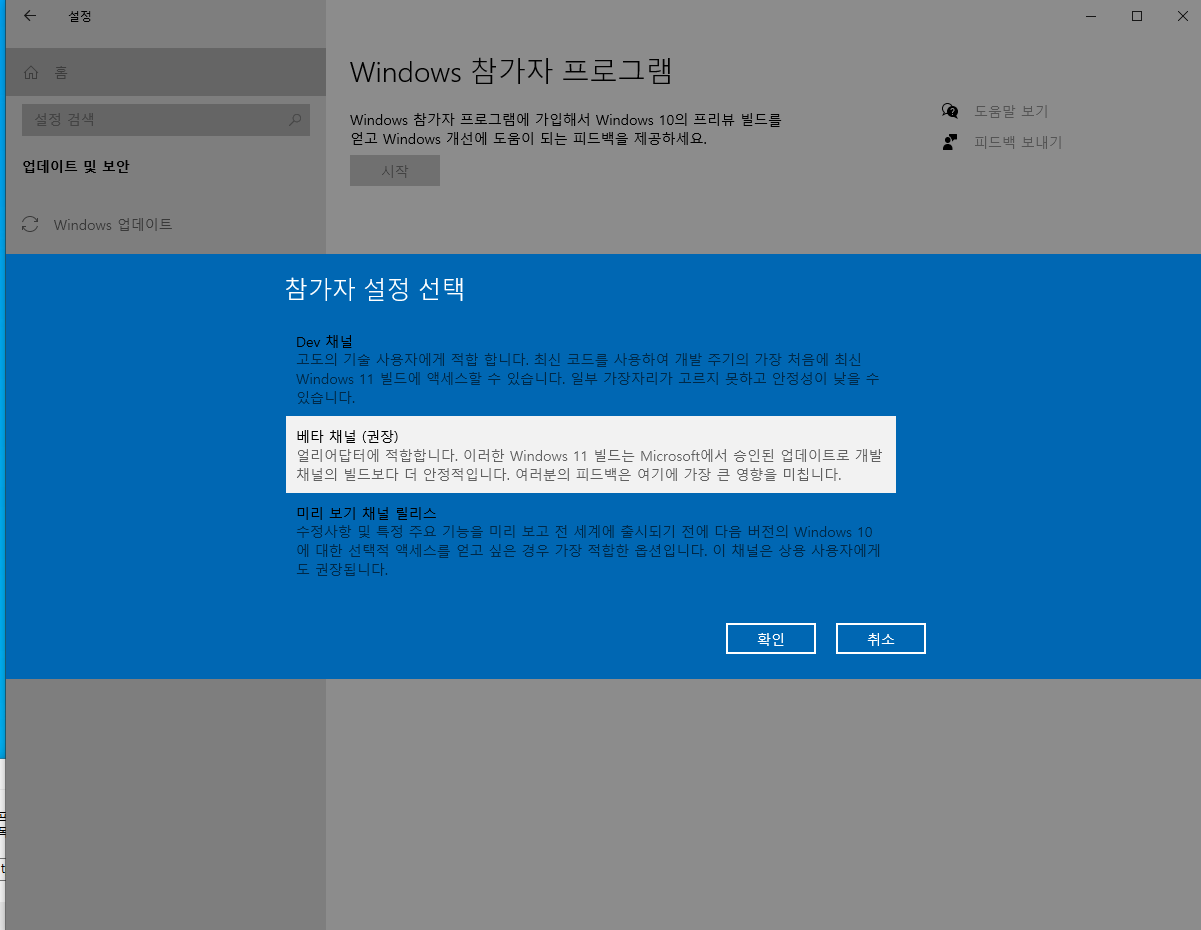 설정
홈
설정 검색
업데이트 및 보안
Windows 업데이트
Windows 참가자 프로그램
Windows 참가자 프로그램에 가입해서 Windows 10의 프리뷰 빌드를
얻고 Windows 개선에 도움이 되는 피드백을 제공하세요.
시작
도움말 보기
피드백 보내기
참가자 설정 선택
Dev 채널
고도의 기술 사용자에게 적합 합니다. 최신 코드를 사용하여 개발 주기의 가장 처음에 최신
Windows 11 빌드에 액세스할 수 있습니다. 일부 가장자리가 고르지 못하고 안정성이 낮을 수
있습니다.
베타 채널 (권장)
얼리어답터에 적합합니다. 이러한 Windows 11 빌드는 Microsoft에서 승인된 업데이트로 개발
채널의 빌드보다 더 안정적입니다. 여러분의 피드백은 여기에 가장 큰 영향을 미칩니다.
미리 보기 채널 릴리스
수정사항 및 특정 주요 기능을 미리 보고 전 세계에 출시되기 전에 다음 버전의 Windows 10
에 대한 선택적 액세스를 얻고 싶은 경우 가장 적합한 옵션입니다. 이 채널은 상용 사용자에게
도 권장됩니다.
확인
취소